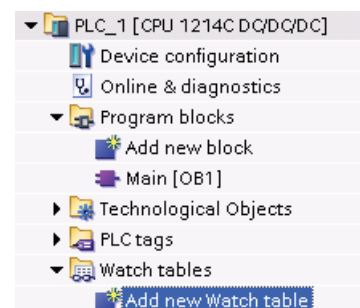 PLC_1 [CPU 1214C DC/DC/DC]
Device configuration
Online & diagnostics
Program blocks
Add new block
Main [OB1]
Technological Objects
PLC tags
Watch tables
Add new Watch table